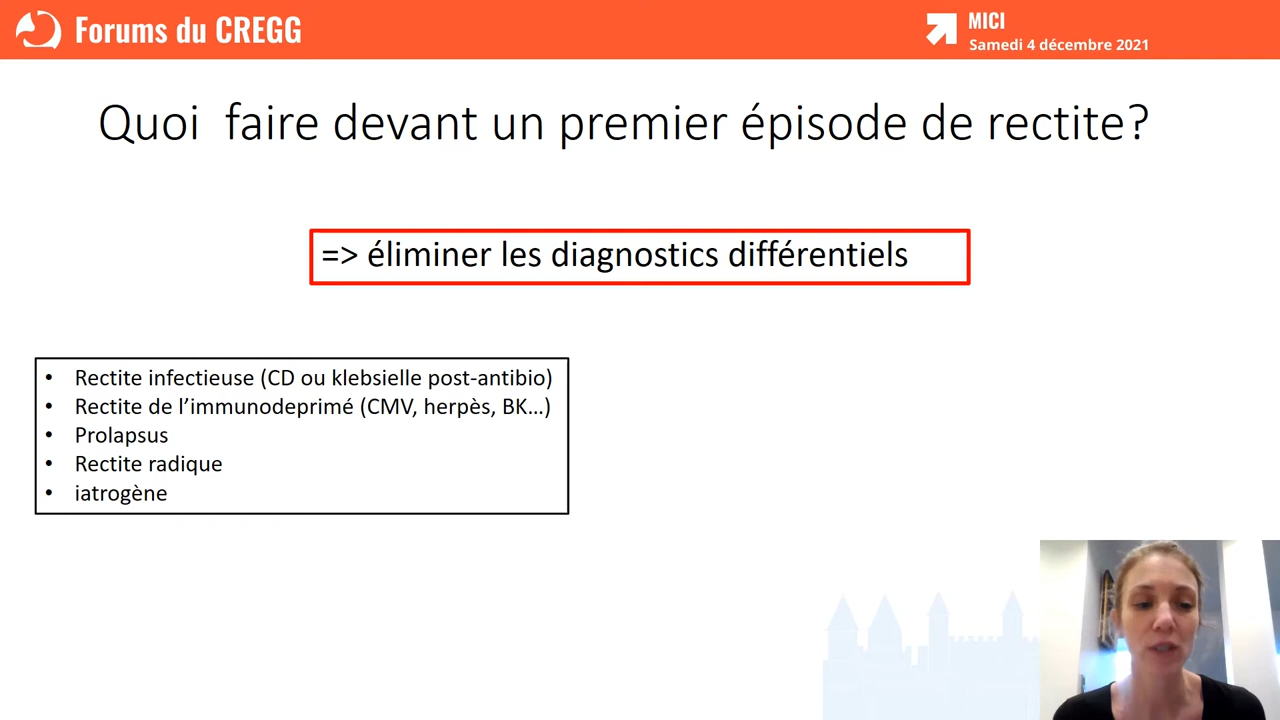 Forums du CREGG
MICI
Samedi 4 décembre 2021
Quoi faire devant un premier épisode de rectite?
=> éliminer les diagnostics différentiels
• Rectite infectieuse (CD ou klebsielle post-antibio)
• Rectite de l’immunodeprimé (CMV, herpès, BK…)
• Prolapsus
• Rectite radique
• iatrogène